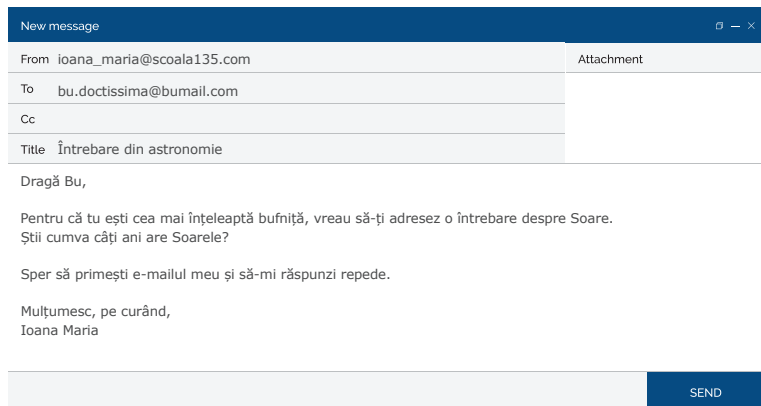 New message
From ioana_maria@scoala135.com
Attachment
To bu.doctissima@bumail.com
Cc
Title Întrebare din astronomie
Dragă Bu,
Pentru că tu ești cea mai înțeleaptă bufniță, vreau să-ți adresez o întrebare despre Soare.
Știi cumva câți ani are Soarele?
Sper să primești e-mailul meu și să-mi răspunzi repede.
Mulțumesc, pe curând,
Ioana Maria
SEND